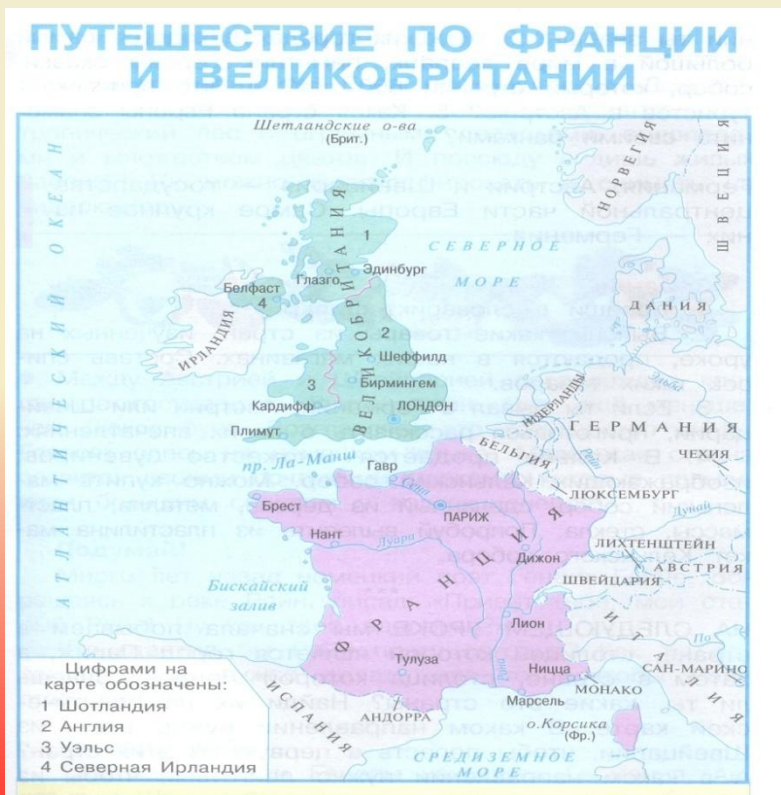 ПУТЕШЕСТВИЕ ПО ФРАНЦИИ
И ВЕЛИКОБРИТАНИИ
Шетландские о-ва
(Брит.)
НОРВЕГИЯ
ШВЕЦИЯ
АТЛАНТИЧЕСКИЙ ОКЕАН
ВЕЛИКОБРИТАНИЯ
1
СЕВЕРНОЕ
МОРЕ
Эдинбург
Глазго
Белфаст
4
ДАНИЯ
ИРЛАНДИЯ
2
Шеффилд
3
Бирмингем
Кардифф
ЛОНДОН
НИДЕРЛАНДЫ
Плимут
ГЕРМАНИЯ
пр. Ла-Манш
БЕЛЬГИЯ
Рейн
ЧЕХИЯ
Гавр
Сена
ЛЮКСЕМБУРГ
Брест
ПАРИЖ
Дунай
Нант
Луара
ФРАНЦИЯ
Дижон
ЛИХТЕНШТЕЙН
АВСТРИЯ
ШВЕЙЦАРИЯ
Бискайский
залив
Лион
ИТАЛИЯ
По
Тулуза
Ницца
САН-МАРИНО
МОНАКО
Марсель
ИСПАНИЯ
АНДОРРА
о.Корсика
(Фр.)
СРЕДИЗЕМНОЕ
МОРЕ
Цифрами на
карте обозначены:
1 Шотландия
2 Англия
3 Уэльс
4 Северная Ирландия